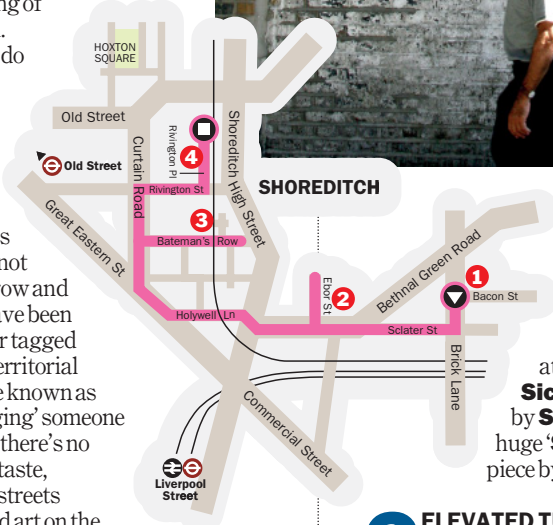 ng of
.
do
s
not
row and
ve been
r tagged
erritorial
e known as
ging’ someone
there’s no
taste,
streets
d art on the
HOXTON
SQUARE
Old Street
Old Street
Curtain Road
Rivington Pl
4
Shoreditch High Street
Rivington St
SHOREDITCH
3
Bateman's Row
Great Eastern St
Holywell Ln
Ebor St
2
Bethnal Green Road
1
Bacon St
Sclater St
Brick Lane
Commercial Street
Liverpool
Street
at
Sic
by S
huge ‘S
piece by
ELEVATED T